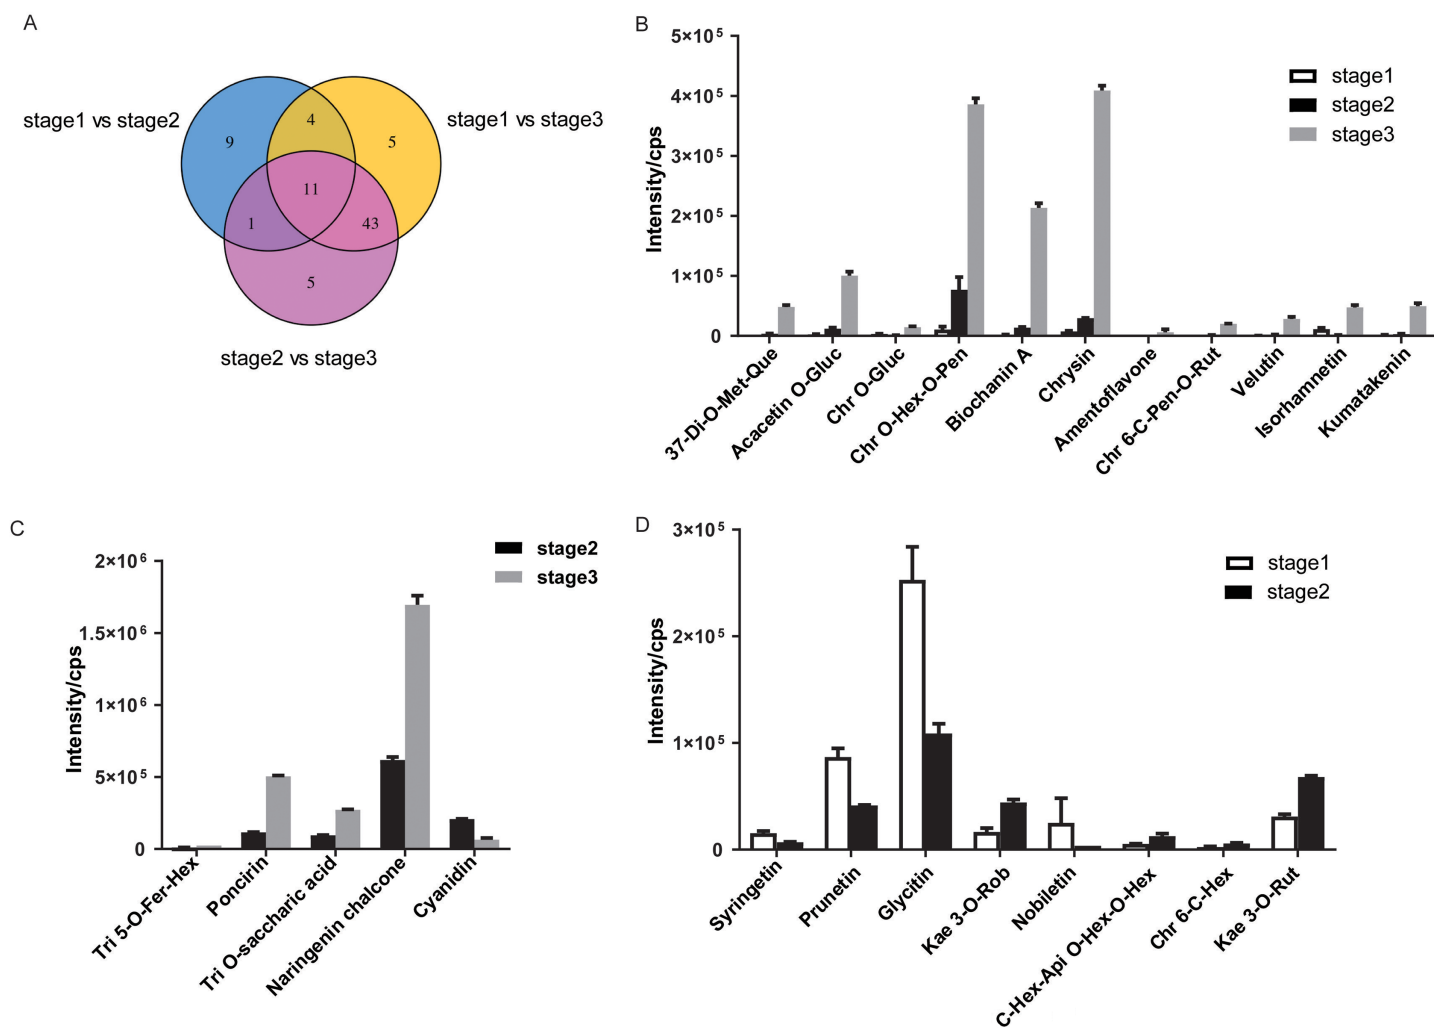 A
stage1 vs stage2
stage1 vs stage3
stage2 vs stage3
9
4
5
11
1
43
5
B
Intensity/cps
5×10⁵
4×10⁵
3×10⁵
2×10⁵
1×10⁵
0
stage1
stage2
stage3
37-Di-O-Met-Que
Acacetin O-Gluc
Chr O-Gluc
Chr O-Hex-O-Pen
Biochanin A
Chrysin
Amentoflavone
Chr 6-C-Pen-O-Rut
Velutin
Isorhamnetin
Kumatakenin
C
Intensity/cps
2×10⁶
1.5×10⁶
1×10⁶
5×10⁵
0
stage2
stage3
Tri 5-O-Fer-Hex
Poncirin
Tri O-saccharic acid
Naringenin chalcone
Cyanidin
D
Intensity/cps
3×10⁵
2×10⁵
1×10⁵
0
stage1
stage2
Syringetin
Prunetin
Glycitin
Kae 3-O-Rob
Nobiletin
C-Hex-Api O-Hex-O-Hex
Chr 6-C-Hex
Kae 3-O-Rut